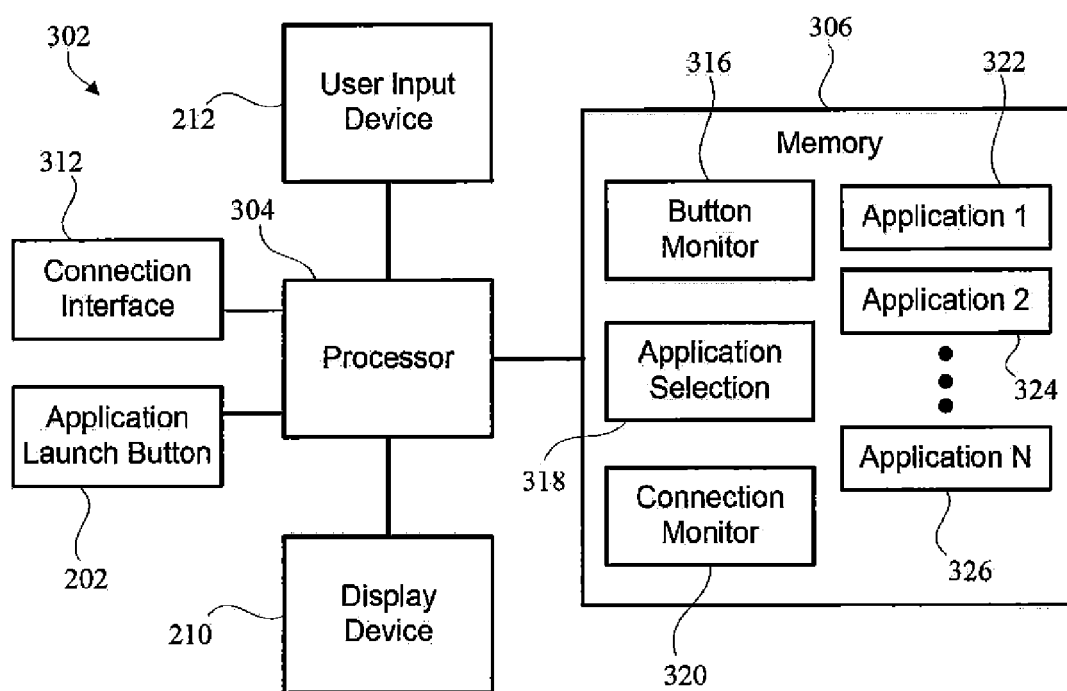 302
212
User Input
Device
306
316
322
Memory
Button
Monitor
Application 1
312
304
Connection
Interface
Application 2
Processor
Application
Selection
324
Application
Launch Button
318
Application N
Connection
Monitor
202
326
210
Display
Device
320